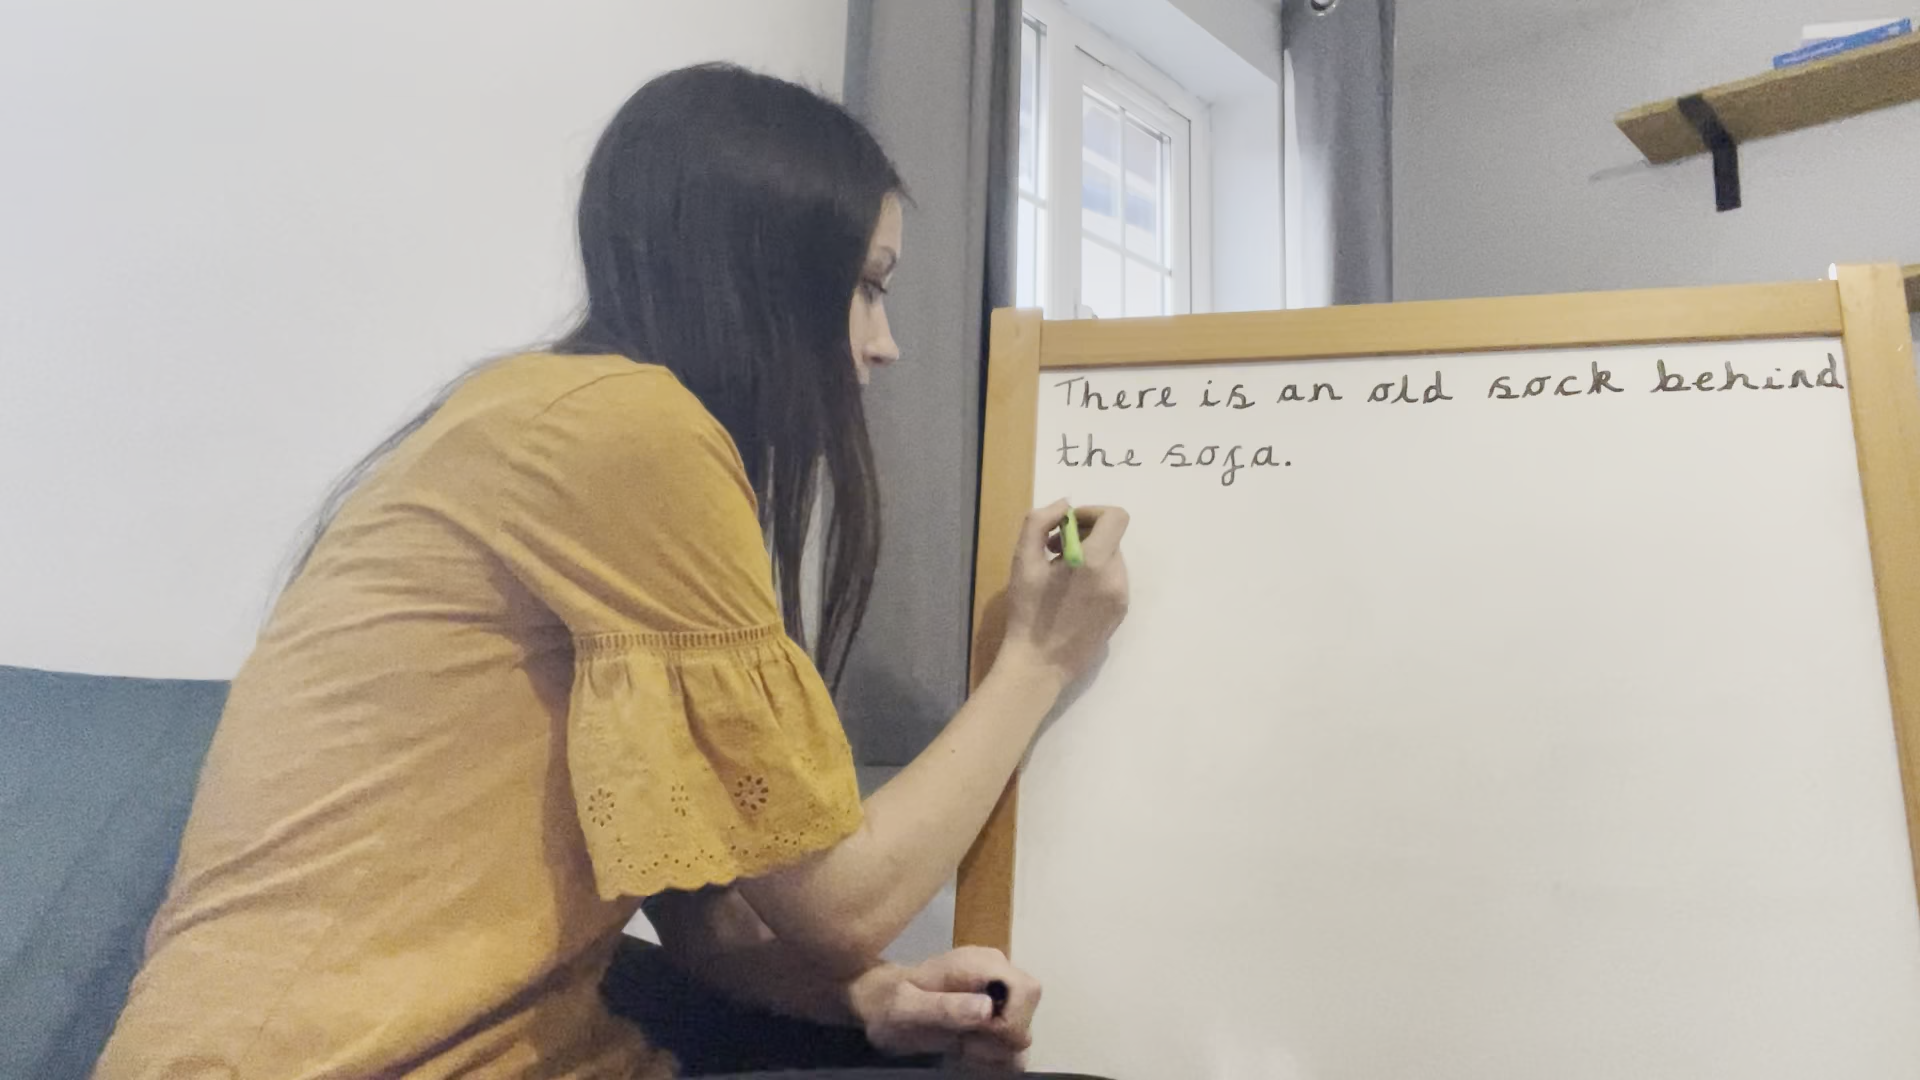 There is an old sock behind
the sofa.